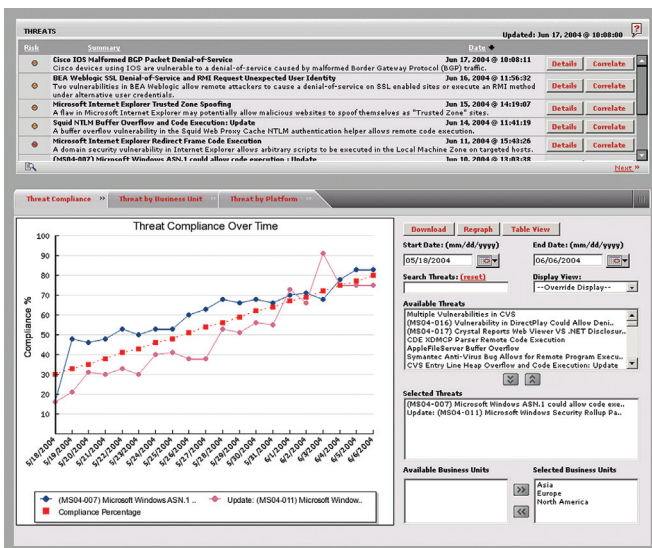 THREATS
Updated: Jun 17, 2004 @ 10:08:00 ?
Risk Summary Date
Cisco IOS Malformed BGP Packet Denial-of-Service Jun 17, 2004 @ 10:08:11
Cisco devices using IOS are vulnerable to a denial-of-service caused by malformed Border Gateway Protocol (BGP) traffic.
Details Correlate
BEA Weblogic SSL Denial-of-Service and RMI Request Unexpected User Identity Jun 16, 2004 @ 11:56:32
Two vulnerabilities in BEA Weblogic allow remote attackers to cause a denial-of-service on SSL enabled sites or execute an RMI method
under alternative user credentials.
Details Correlate
Microsoft Internet Explorer Trusted Zone Spoofing Jun 15, 2004 @ 14:19:07
A flaw in Microsoft Internet Explorer may potentially allow malicious websites to spoof themselves as "Trusted Zone" sites.
Details Correlate
Squid NTLM Buffer Overflow and Code Execution: Update Jun 14, 2004 @ 11:41:19
A buffer overflow vulnerability in the Squid Web Proxy Cache NTLM authentication helper allows remote code execution.
Details Correlate
Microsoft Internet Explorer Redirect Frame Code Execution Jun 11, 2004 @ 15:43:26
A domain security vulnerability in Internet Explorer allows arbitrary scripts to be executed in the Local Machine Zone on targeted hosts.
Details Correlate
(MS04-007) Microsoft Windows ASN.1 could allow code execution : Update Jun 10, 2004 @ 13:03:38
Next »
Threat Compliance » Threat by Business Unit » Threat by Platform »
Threat Compliance Over Time
Compliance %
100
90
80
70
60
50
40
30
20
10
5/18/2004
5/19/2004
5/20/2004
5/21/2004
5/22/2004
5/23/2004
5/24/2004
5/25/2004
5/26/2004
5/27/2004
5/28/2004
5/29/2004
5/30/2004
5/31/2004
6/1/2004
6/2/2004
6/3/2004
6/4/2004
6/5/2004
6/6/2004
(MS04-007) Microsoft Windows ASN.1 .. Update: (MS04-011) Microsoft Window..
Compliance Percentage
Download Regraph Table View
Start Date: (mm/dd/yyyy) End Date: (mm/dd/yyyy)
05/18/2004 06/06/2004
Search Threats: (reset) Display View:
--Override Display--
Available Threats
Multiple Vulnerabilities in CVS
(MS04-016) Vulnerability in DirectPlay Could Allow Deni..
(MS04-017) Crystal Reports Web Viewer VS .NET Disclosur..
CDE XDMCP Parser Remote Code Execution
AppleFileServer Buffer Overflow
Symantec Anti-Virus Bug Allows for Remote Program Execu..
CVS Entry Line Heap Overflow and Code Execution: Update
Selected Threats
(MS04-007) Microsoft Windows ASN.1 could allow code exe..
Update: (MS04-011) Microsoft Windows Security Rollup Pa..
Available Business Units Selected Business Units
Asia
Europe
North America